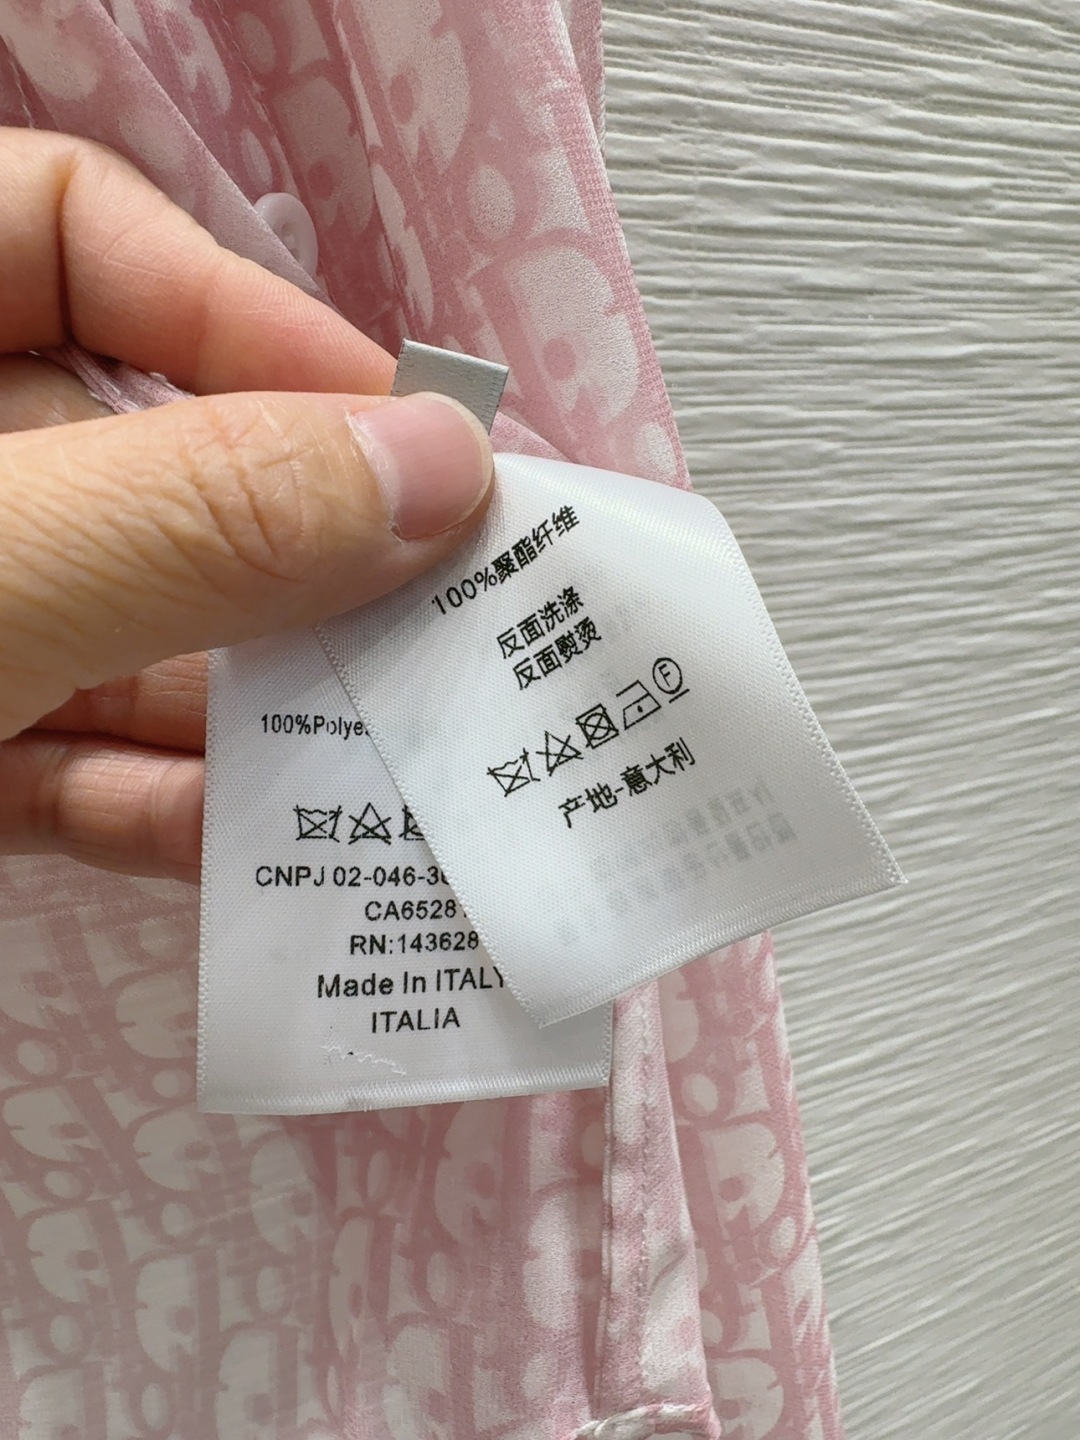 100%聚酯纤维
反面洗涤
反面熨烫
F
产地-意大利
100%Polye
CNPJ 02-046-3
CA6528
RN:143628
Made In ITALY
ITALIA